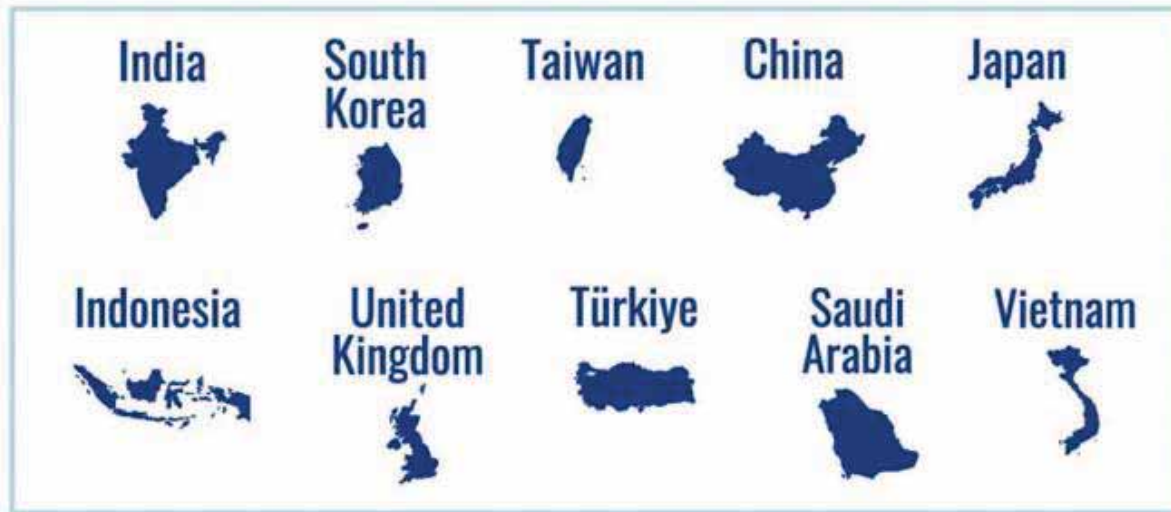 India
South
Korea
Taiwan
China
Japan
Indonesia
United
Kingdom
Türkiye
Saudi
Arabia
Vietnam